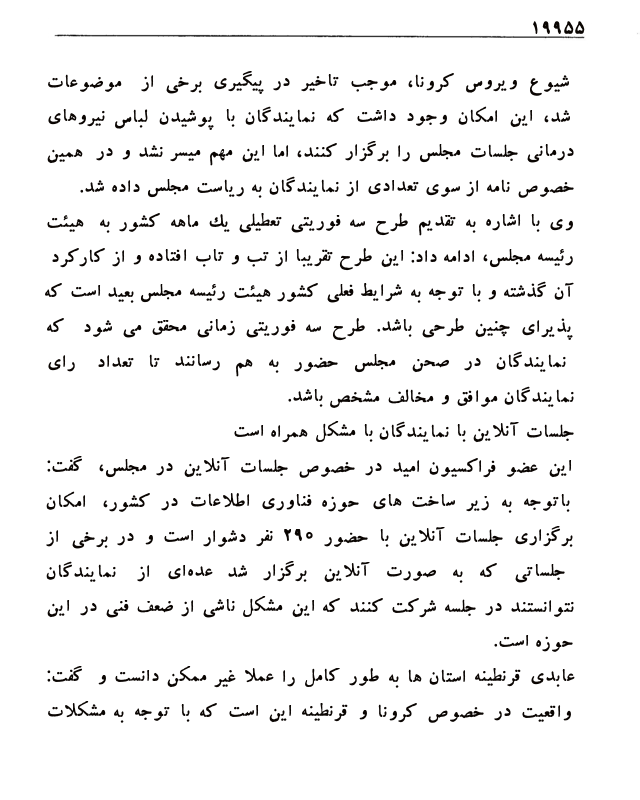 ۱۹۹۵۵
شیوع ویروس کرونا، موجب تاخیر در پیگیری برخی از موضوعات
شد، این امکان وجود داشت که نمایندگان با پوشیدن لباس نیروهای
درمانی جلسات مجلس را برگزار کنند، اما این مهم میسر نشد و در همین
خصوص نامه از سوی تعدادی از نمایندگان به ریاست مجلس داده شد.
وی با اشاره به تقدیم طرح سه فوریتی تعطیلی یك ماهه کشور به هیئت
رئیسه مجلس، ادامه داد: این طرح تقریبا از تب و تاب افتاده و از کارکرد
آن گذشته و با توجه به شرایط فعلی کشور هیئت رئیسه مجلس بعید است که
پذیرای چنین طرحی باشد. طرح سه فوریتی زمانی محقق می شود که
نمایندگان در صحن مجلس حضور به هم رسانند تا تعداد رای
نمایندگان موافق و مخالف مشخص باشد.
جلسات آنلاین با نمایندگان با مشکل همراه است
این عضو فراکسیون امید در خصوص جلسات آنلاین در مجلس، گفت:
باتوجه به زیر ساخت های حوزه فناوری اطلاعات در کشور، امکان
برگزاری جلسات آنلاین با حضور ۲۹۰ نفر دشوار است و در برخی از
جلساتی که به صورت آنلاین برگزار شد عده‌ای از نمایندگان
نتوانستند در جلسه شرکت کنند که این مشکل ناشی از ضعف فنی در این
حوزه است.
عابدی قرنطینه استان ها به طور کامل را عملا غیر ممکن دانست و گفت:
واقعیت در خصوص کرونا و قرنطینه این است که با توجه به مشکلات